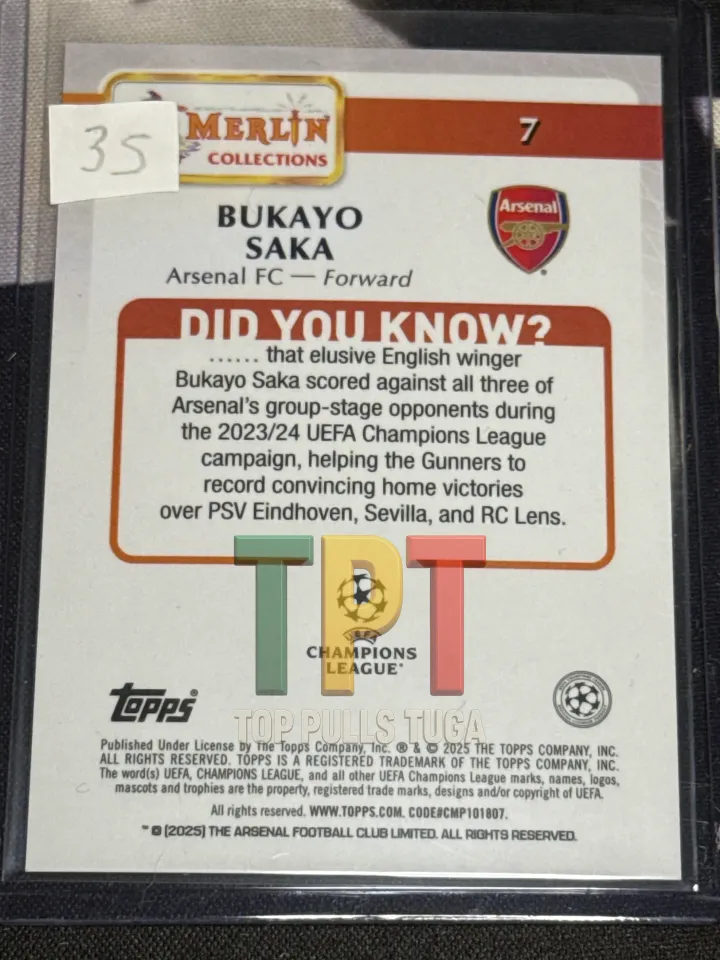 35
MERLIN
COLLECTIONS
7
BUKAYO
SAKA
Arsenal FC — Forward
Arsenal
DID YOU KNOW?
...... that elusive English winger
Bukayo Saka scored against all three of
Arsenal's group-stage opponents during
the 2023/24 UEFA Champions League
campaign, helping the Gunners to
record convincing home victories
over PSV Eindhoven, Sevilla, and RC Lens.
TPT
UEFA
CHAMPIONS
LEAGUE®
TOPPS®
TOP PULLS TUGA
Published Under License by The Topps Company, Inc. ® & © 2025 THE TOPPS COMPANY, INC.
ALL RIGHTS RESERVED. TOPPS IS A REGISTERED TRADEMARK OF THE TOPPS COMPANY, INC.
The word(s) UEFA, CHAMPIONS LEAGUE, and all other UEFA Champions League marks, names, logos,
mascots and trophies are the property, registered trade marks, designs and/or copyright of UEFA.
All rights reserved. WWW.TOPPS.COM. CODE#CMP101807.
™ © (2025) THE ARSENAL FOOTBALL CLUB LIMITED. ALL RIGHTS RESERVED.